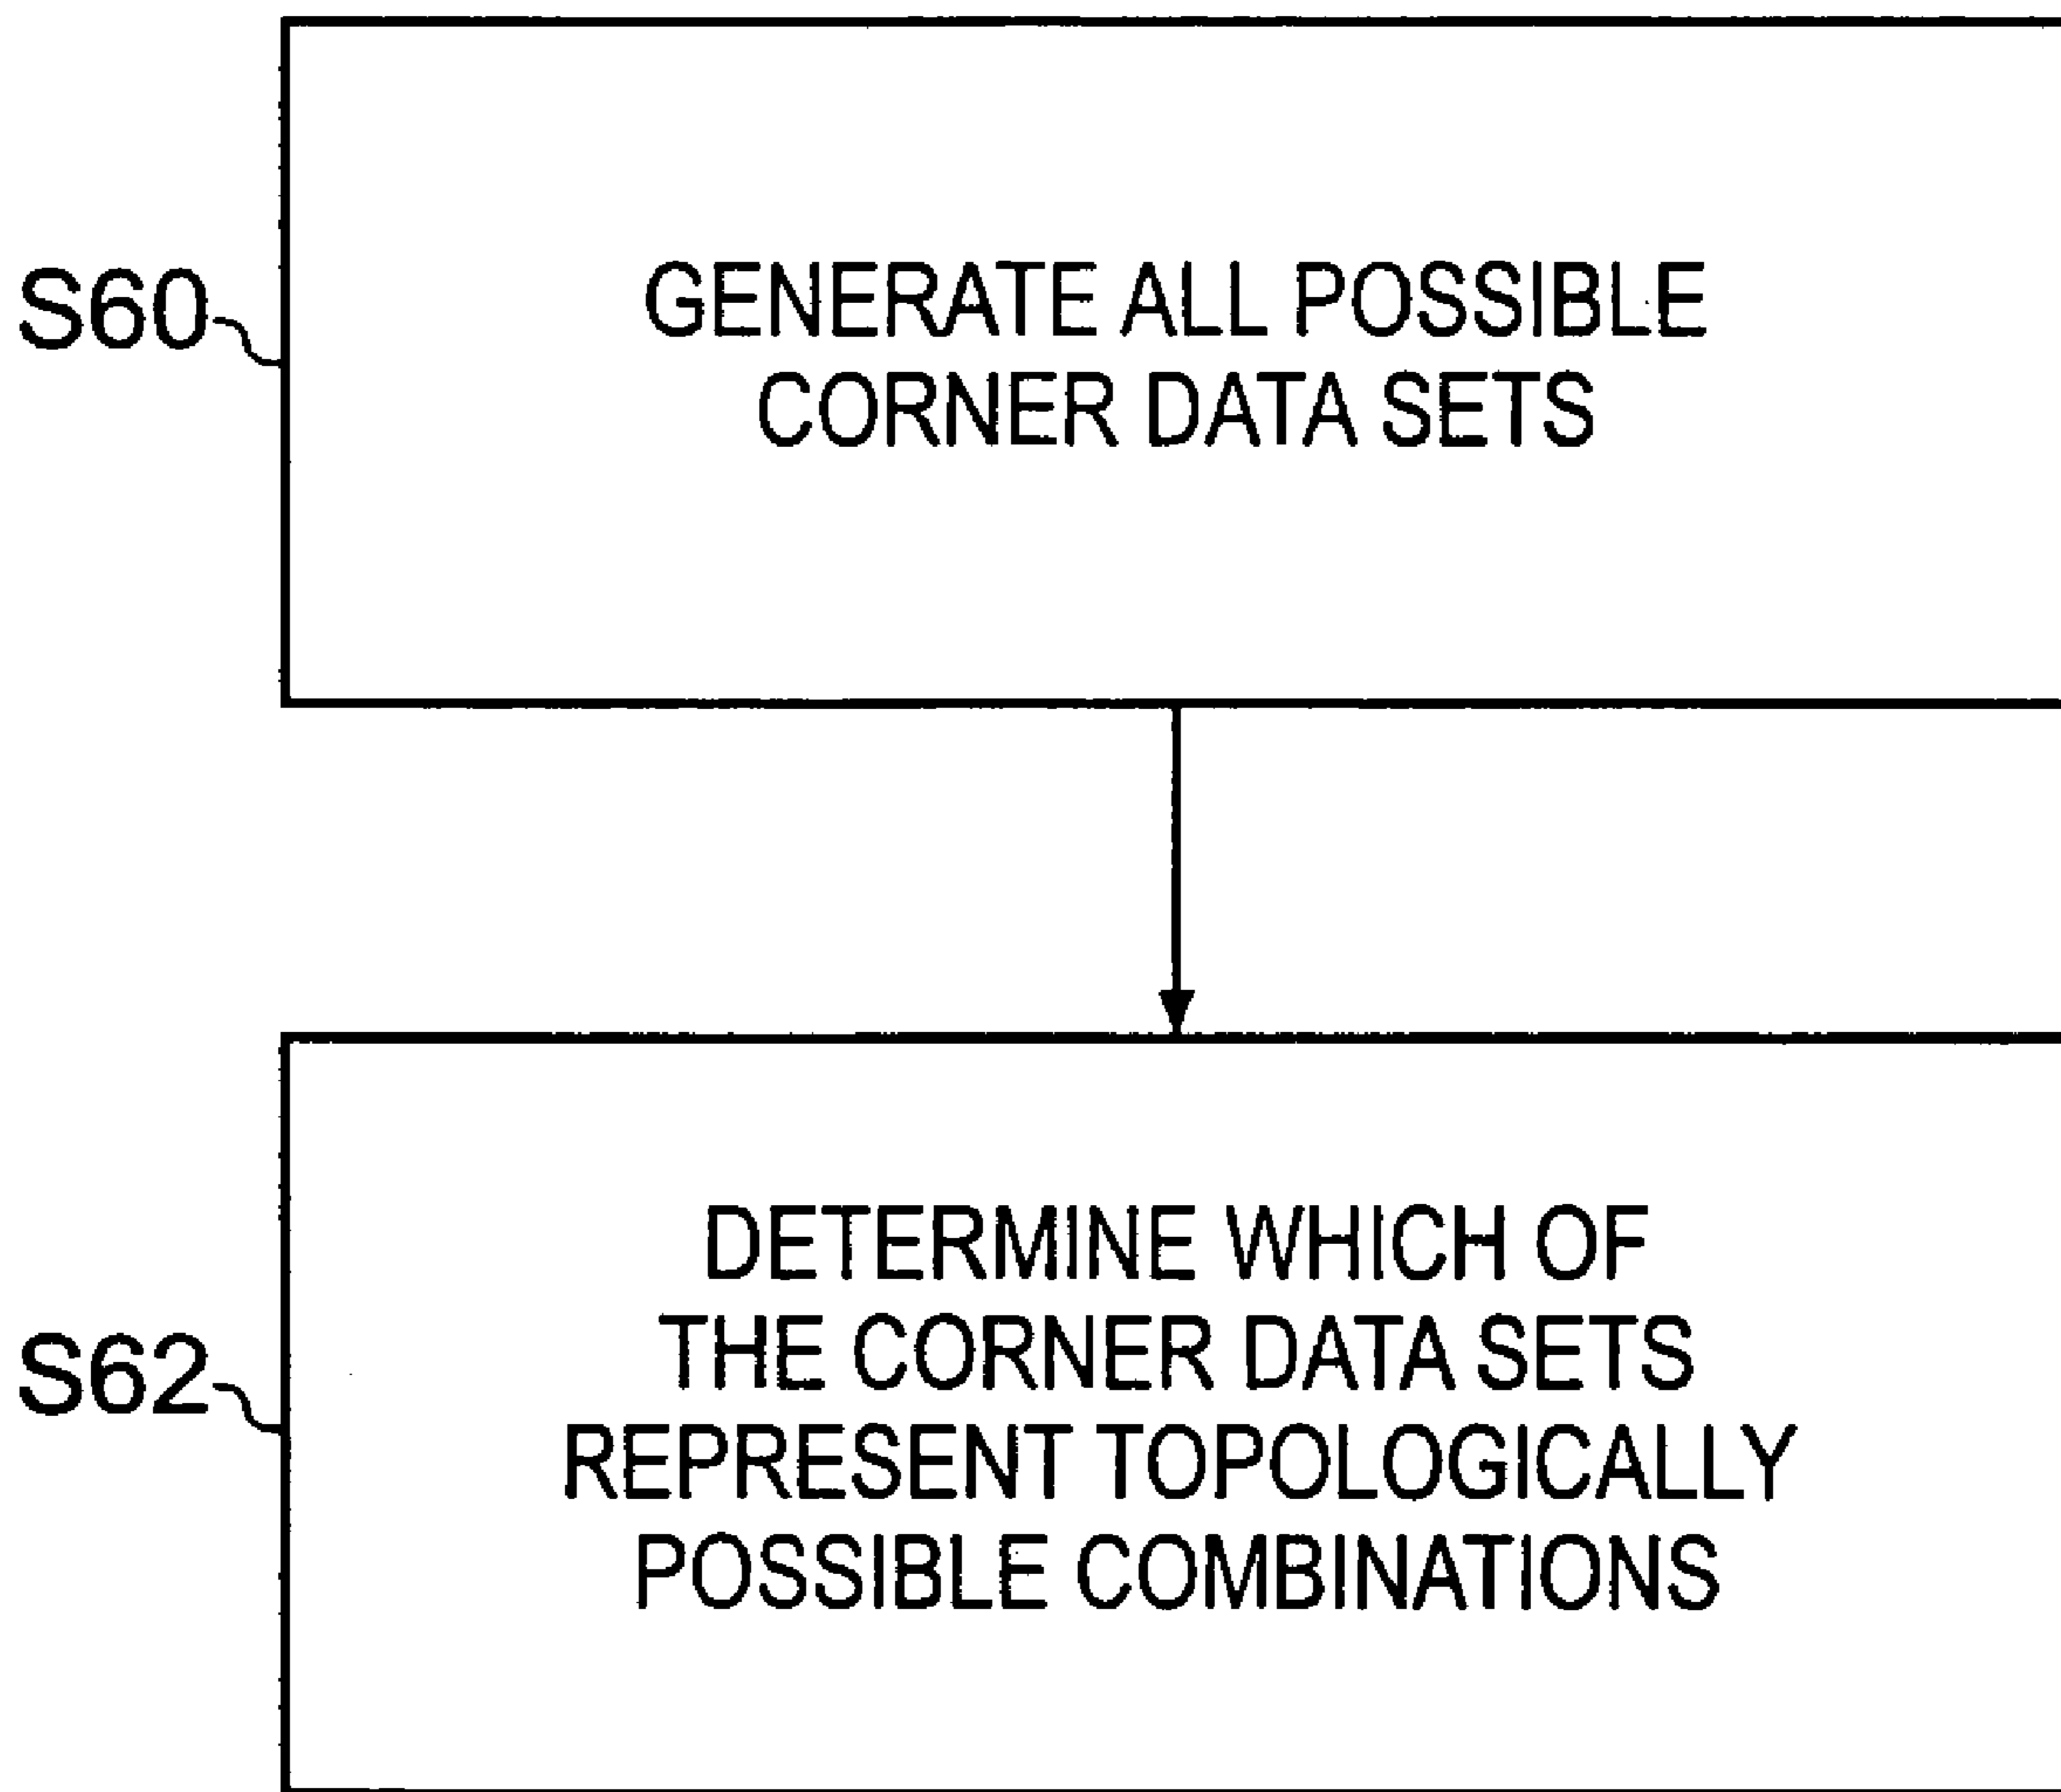 S60
GENERATE ALL POSSIBLE
CORNER DATA SETS
S62
DETERMINE WHICH OF
THE CORNER DATA SETS
REPRESENT TOPOLOGICALLY
POSSIBLE COMBINATIONS